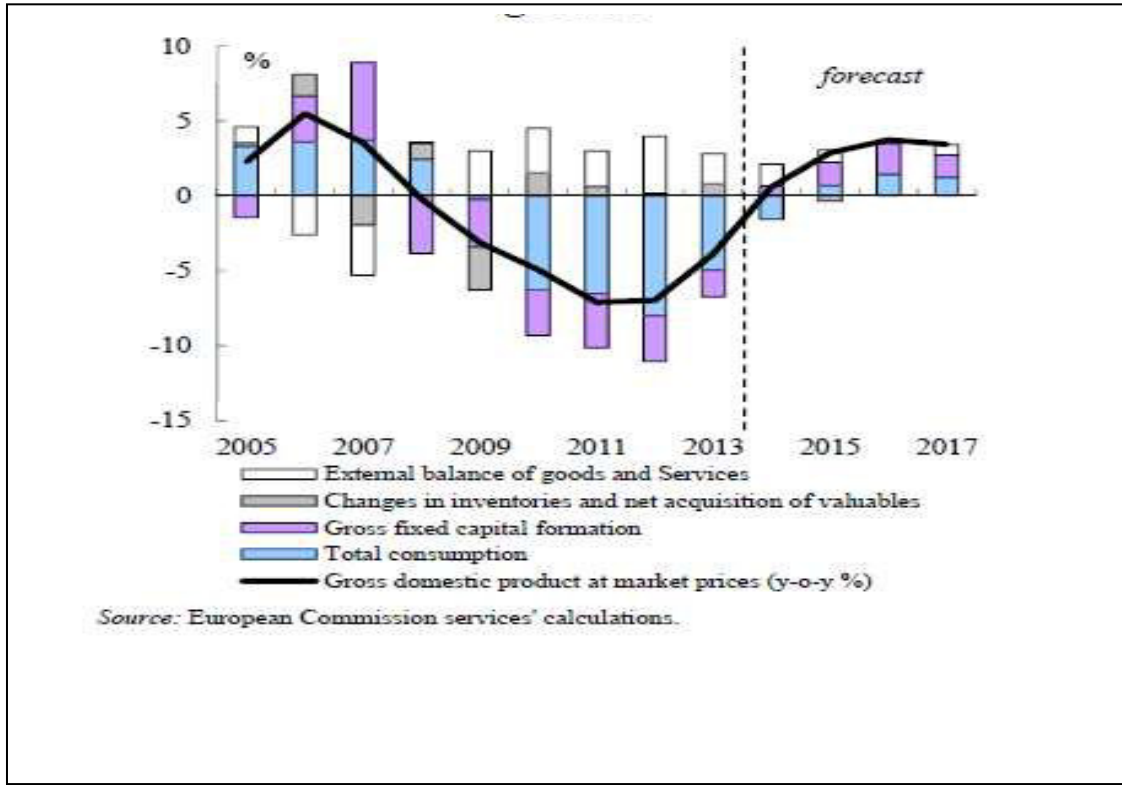 10
%
forecast
5
0
-5
-10
-15
2005 2007 2009 2011 2013 2015 2017
External balance of goods and Services
Changes in inventories and net acquisition of valuables
Gross fixed capital formation
Total consumption
Gross domestic product at market prices (y-o-y %)
Source: European Commission services' calculations.